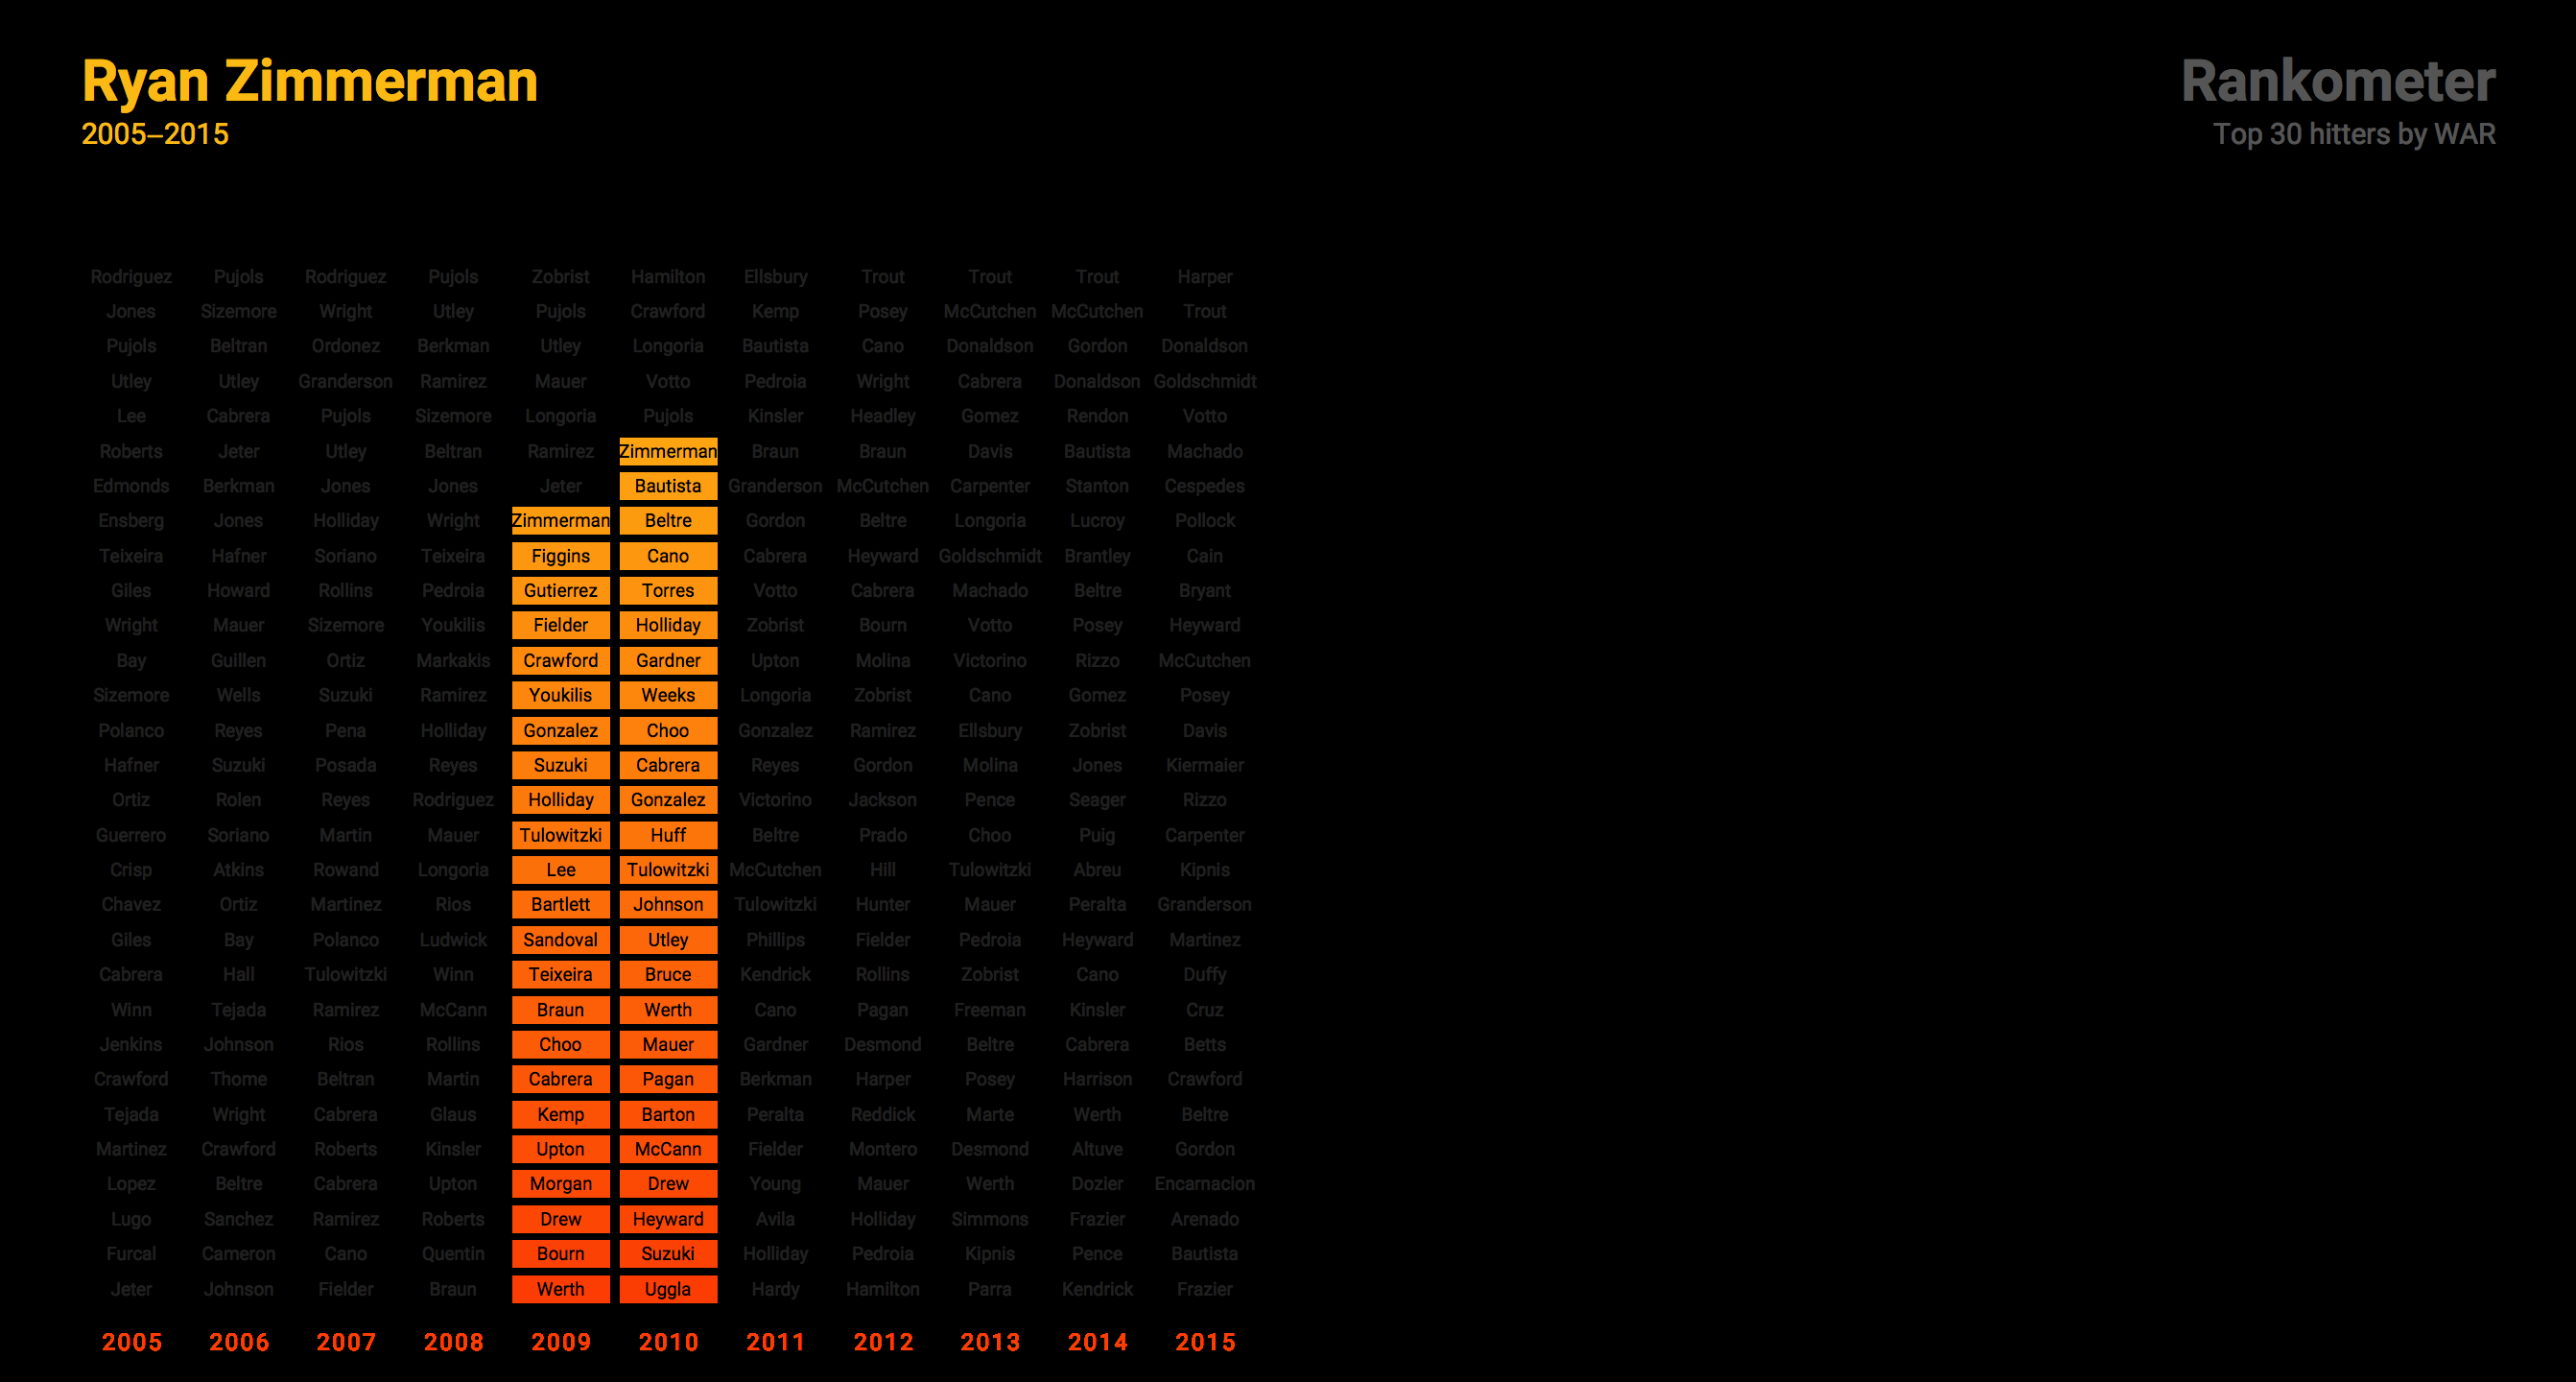 Ryan Zimmerman
2005–2015
Rankometer
Top 30 hitters by WAR
Rodriguez Pujols Rodriguez Pujols Zobrist Hamilton Ellsbury Trout Trout Trout Harper
Jones Sizemore Wright Utley Pujols Crawford Kemp Posey McCutchen McCutchen Trout
Pujols Beltran Ordonez Berkman Utley Longoria Bautista Cano Donaldson Gordon Donaldson
Utley Utley Granderson Ramirez Mauer Votto Pedroia Wright Cabrera Donaldson Goldschmidt
Lee Cabrera Pujols Sizemore Longoria Pujols Kinsler Headley Gomez Rendon Votto
Roberts Jeter Utley Beltran Ramirez Zimmerman Braun Braun Davis Bautista Machado
Edmonds Berkman Jones Jones Jeter Bautista Granderson McCutchen Carpenter Stanton Cespedes
Ensberg Jones Holliday Wright Zimmerman Beltre Gordon Beltre Longoria Lucroy Pollock
Teixeira Hafner Soriano Teixeira Figgins Cano Cabrera Heyward Goldschmidt Brantley Cain
Giles Howard Rollins Pedroia Gutierrez Torres Votto Cabrera Machado Beltre Bryant
Wright Mauer Sizemore Youkilis Fielder Holliday Zobrist Bourn Votto Posey Heyward
Bay Guillen Ortiz Markakis Crawford Gardner Upton Molina Victorino Rizzo McCutchen
Sizemore Wells Suzuki Ramirez Youkilis Weeks Longoria Zobrist Cano Gomez Posey
Polanco Reyes Pena Holliday Gonzalez Choo Gonzalez Ramirez Ellsbury Zobrist Davis
Hafner Suzuki Posada Reyes Suzuki Cabrera Reyes Gordon Molina Jones Kiermaier
Ortiz Rolen Reyes Rodriguez Holliday Gonzalez Victorino Jackson Pence Seager Rizzo
Guerrero Soriano Martin Mauer Tulowitzki Huff Beltre Prado Choo Puig Carpenter
Crisp Atkins Rowand Longoria Lee Tulowitzki McCutchen Hill Tulowitzki Abreu Kipnis
Chavez Ortiz Martinez Rios Bartlett Johnson Tulowitzki Hunter Mauer Peralta Granderson
Giles Bay Polanco Ludwick Sandoval Utley Phillips Fielder Pedroia Heyward Martinez
Cabrera Hall Tulowitzki Winn Teixeira Bruce Kendrick Rollins Zobrist Cano Duffy
Winn Tejada Ramirez McCann Braun Werth Cano Pagan Freeman Kinsler Cruz
Jenkins Johnson Rios Rollins Choo Mauer Gardner Desmond Beltre Cabrera Betts
Crawford Thome Beltran Martin Cabrera Pagan Berkman Harper Posey Harrison Crawford
Tejada Wright Cabrera Glaus Kemp Barton Peralta Reddick Marte Werth Beltre
Martinez Crawford Roberts Kinsler Upton McCann Fielder Montero Desmond Altuve Gordon
Lopez Beltre Cabrera Upton Morgan Drew Young Mauer Werth Dozier Encarnacion
Lugo Sanchez Ramirez Roberts Drew Heyward Avila Holliday Simmons Frazier Arenado
Furcal Cameron Cano Quentin Bourn Suzuki Holliday Pedroia Kipnis Pence Bautista
Jeter Johnson Fielder Braun Werth Uggla Hardy Hamilton Parra Kendrick Frazier
2005 2006 2007 2008 2009 2010 2011 2012 2013 2014 2015